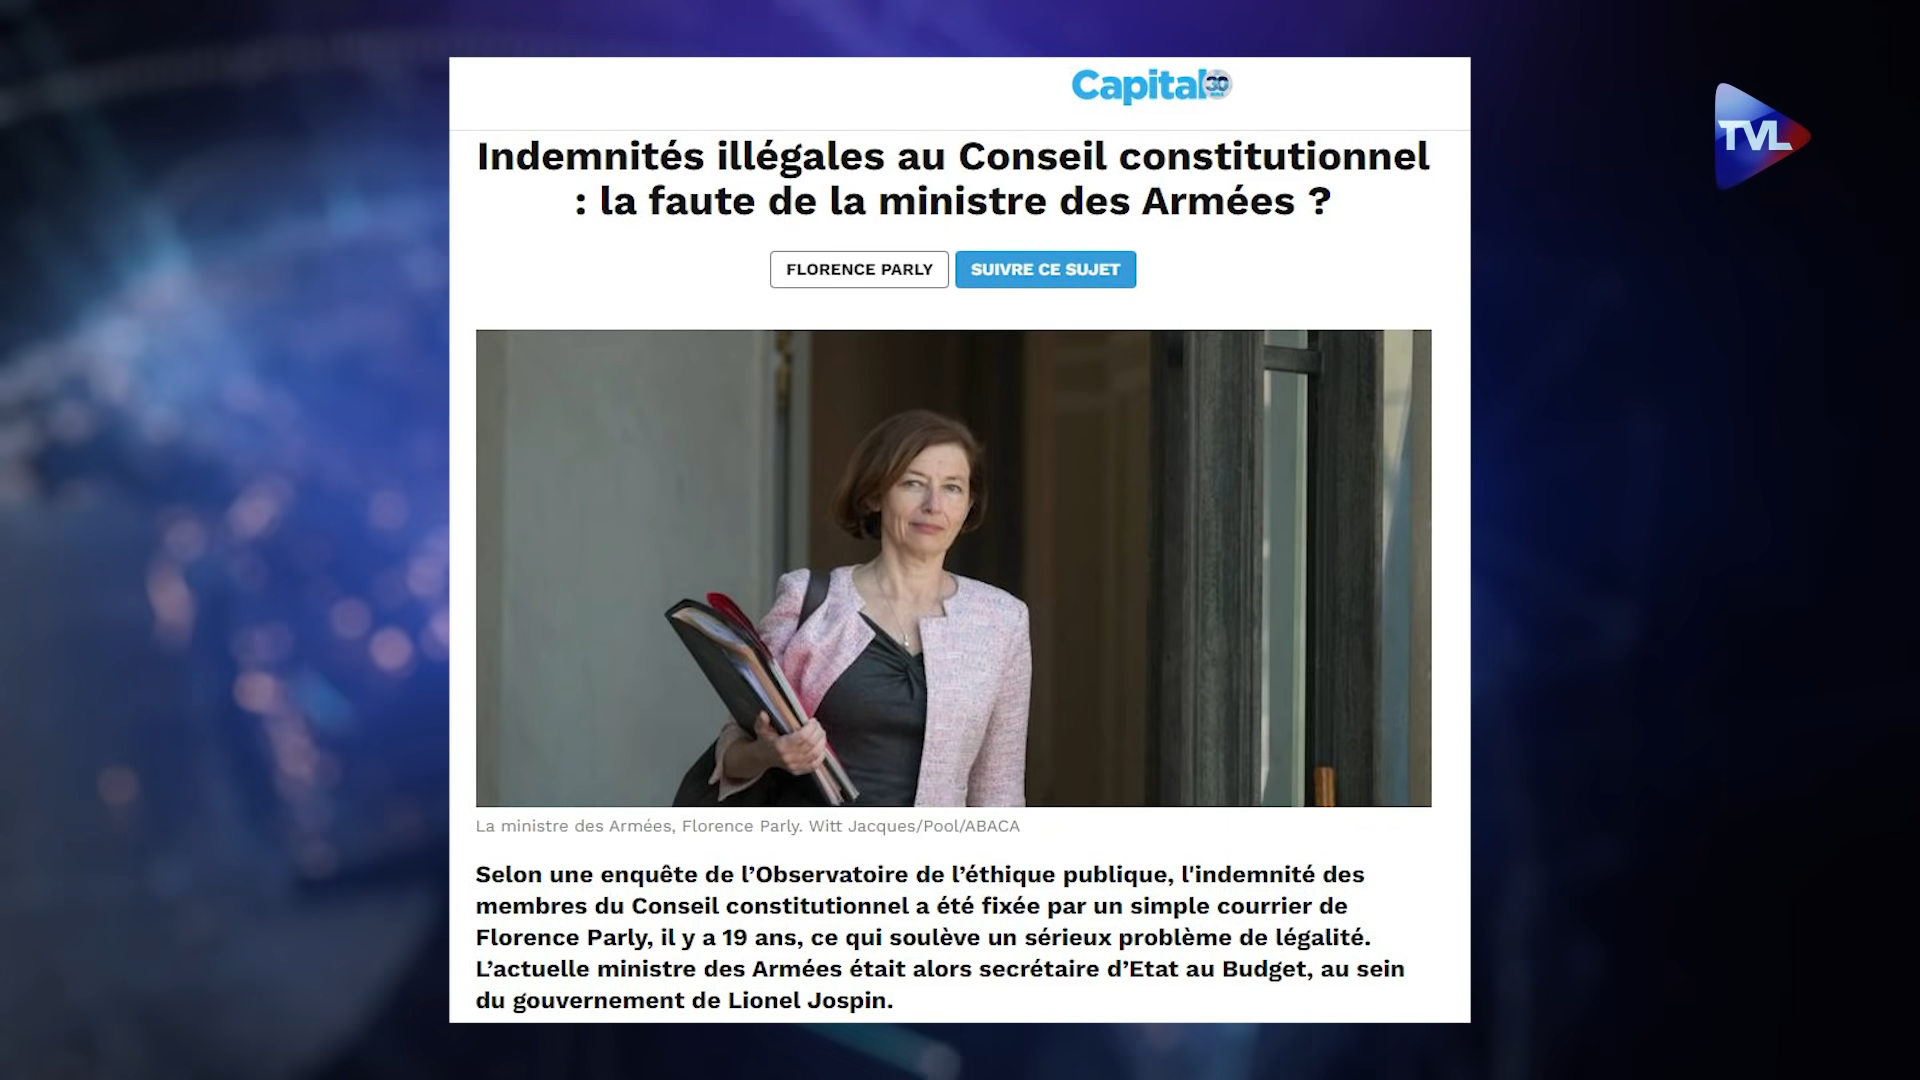 Capital 30
TVL
Indemnités illégales au Conseil constitutionnel
: la faute de la ministre des Armées ?
FLORENCE PARLY
SUIVRE CE SUJET
La ministre des Armées, Florence Parly. Witt Jacques/Pool/ABACA
Selon une enquête de l’Observatoire de l’éthique publique, l'indemnité des
membres du Conseil constitutionnel a été fixée par un simple courrier de
Florence Parly, il y a 19 ans, ce qui soulève un sérieux problème de légalité.
L’actuelle ministre des Armées était alors secrétaire d’Etat au Budget, au sein
du gouvernement de Lionel Jospin.